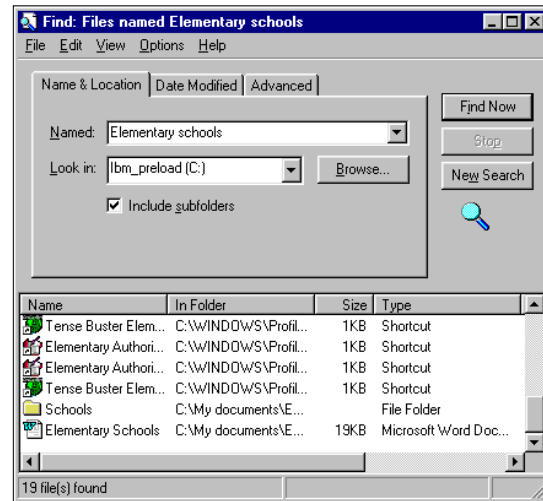 Find: Files named Elementary schools
File Edit View Options Help
Name & Location Date Modified Advanced
Named: Elementary schools
Look in: Ibm_preload (C:) Browse...
Include subfolders
Find Now
Stop
New Search
Name In Folder Size Type
Tense Buster Elem... C:\WINDOWS\Profil... 1KB Shortcut
Elementary Authori... C:\WINDOWS\Profil... 1KB Shortcut
Elementary Authori... C:\WINDOWS\Profil... 1KB Shortcut
Tense Buster Elem... C:\WINDOWS\Profil... 1KB Shortcut
Schools C:\My documents\E... File Folder
Elementary Schools C:\My documents\E... 19KB Microsoft Word Doc...
19 file(s) found